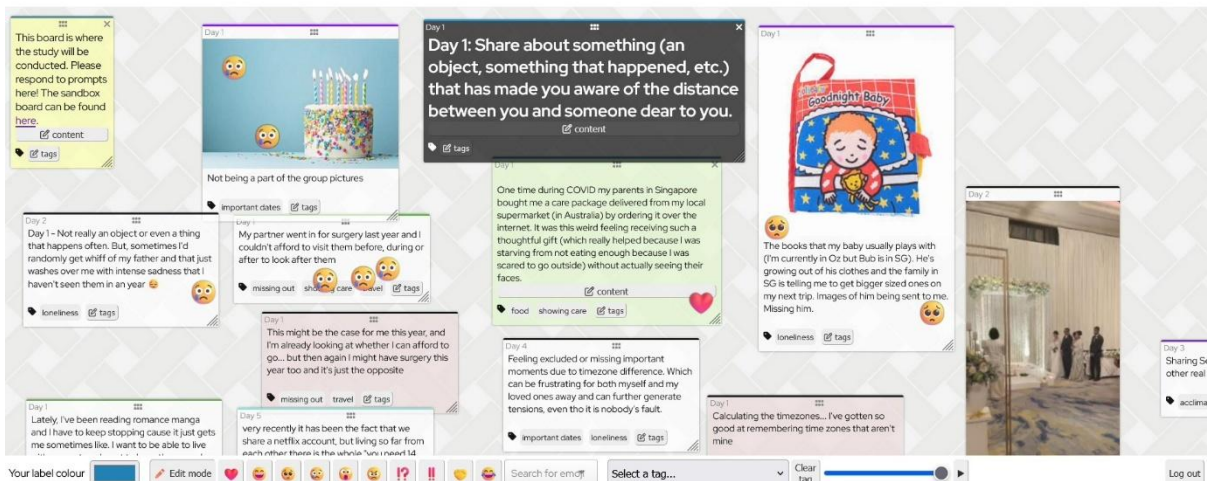 This board is where
the study will be
conducted. Please
respond to prompts
here! The sandbox
board can be found
here.
content
tags
Day 1
Not being a part of the group pictures
important dates tags
Day 1
Day 1: Share about something (an
object, something that happened, etc.)
that has made you aware of the distance
between you and someone dear to you.
content
tags
Day 1
Goodnight Baby
The books that my baby usually plays with
(I'm currently in Oz but Bub is in SG). He's
growing out of his clothes and the family in
SG is telling me to get bigger sized ones on
my next trip. Images of him being sent to me.
Missing him.
loneliness tags
Day 2
Day 1 - Not really an object or even a thing
that happens often. But, sometimes I'd
randomly get whiff of my father and that just
washes over me with intense sadness that I
haven't seen them in an year
loneliness tags
Day 1
My partner went in for surgery last year and I
couldn't afford to visit them before, during or
after to look after them
missing out tags
Day 1
One time during COVID my parents in Singapore
bought me a care package delivered from my local
supermarket (in Australia) by ordering it over the
internet. It was this weird feeling receiving such a
thoughtful gift (which really helped because I was
starving from not eating enough because I was
scared to go outside) without actually seeing their
faces.
content
food showing care tags
Day 2
Day 1
This might be the case for me this year, and
I'm already looking at whether I can afford to
go... but then again I might have surgery this
year too and it's just the opposite
missing out travel tags
Day 4
Feeling excluded or missing important
moments due to timezone difference. Which
can be frustrating for both myself and my
loved ones away and can further generate
tensions, even tho it is nobody's fault.
important dates loneliness tags
Day 3
Sharing
other real
acclima
Day 1
Lately, I've been reading romance manga
and I have to keep stopping cause it just gets
me sometimes like. I want to be able to live
Day 5
very recently it has been the fact that we
share a netflix account, but living so far from
each other there is the whole "you need 14
Day 1
Calculating the timezones... I've gotten so
good at remembering time zones that aren't
mine
Your label colour Edit mode !? !! Search for emoji Select a tag... Clear
tag Log out